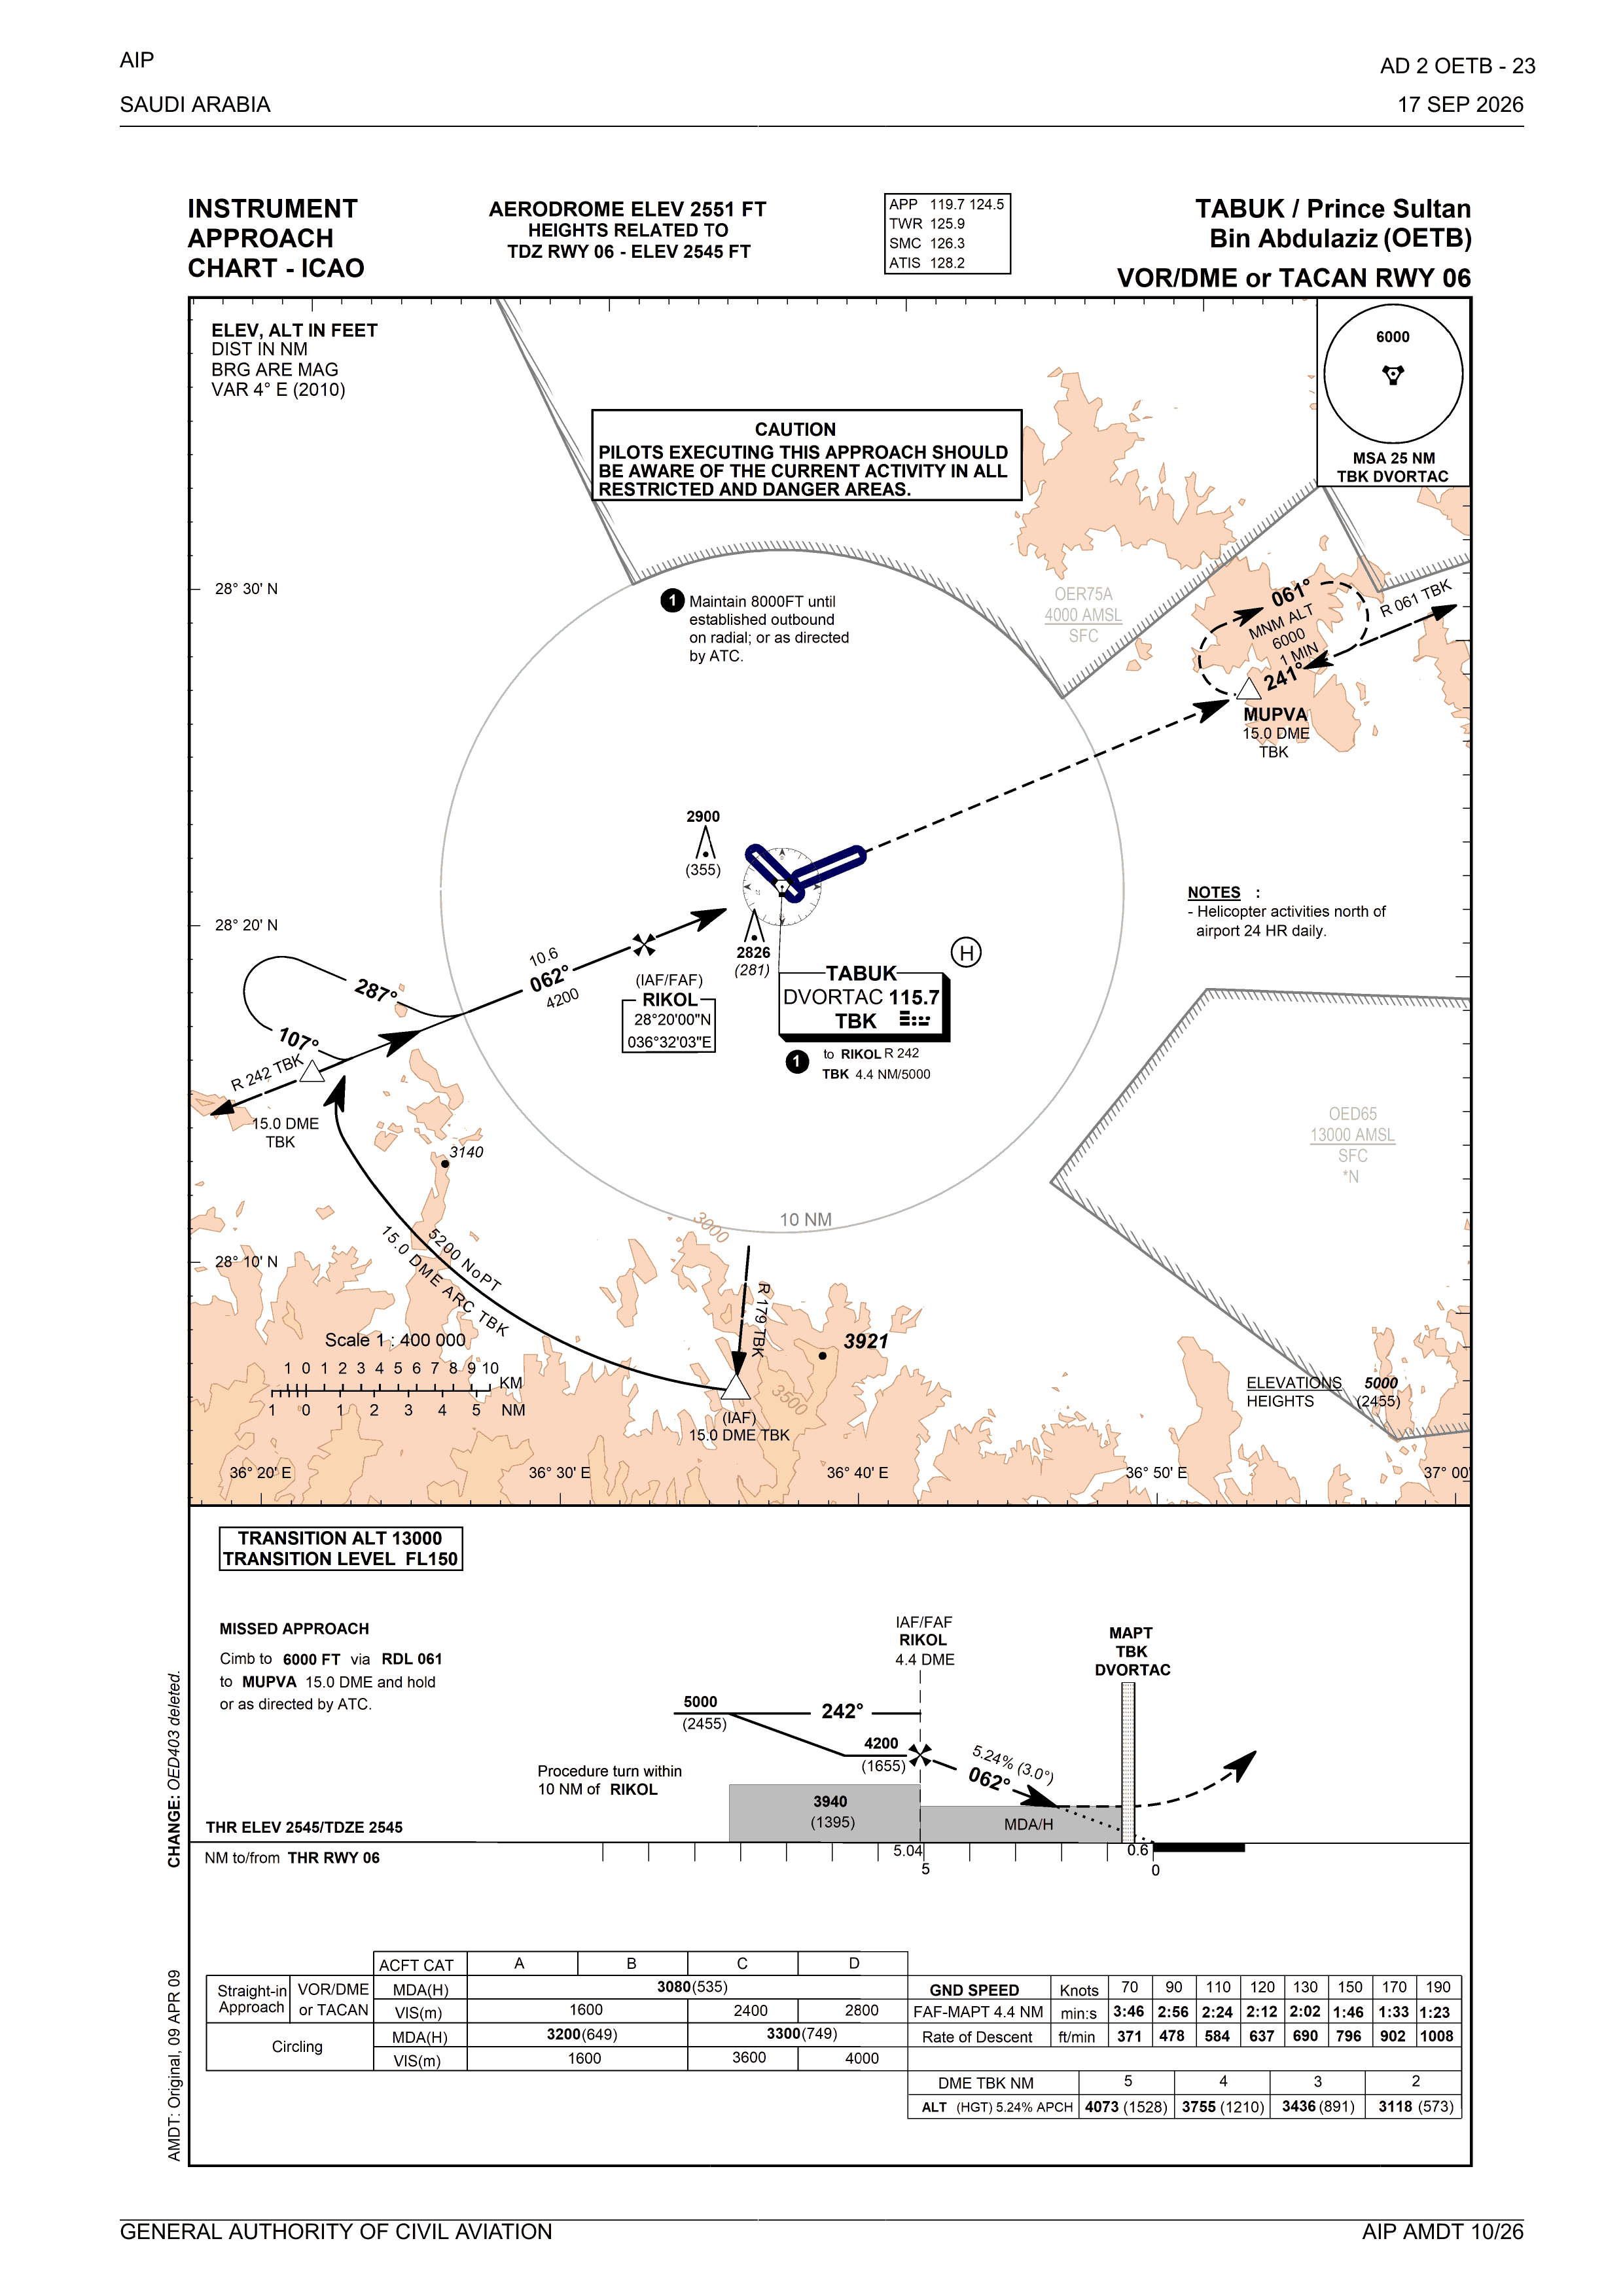 AIP
AD 2 OETB - 23
SAUDI ARABIA
17 SEP 2026
INSTRUMENT
APPROACH
CHART - ICAO
AERODROME ELEV 2551 FT
HEIGHTS RELATED TO
TDZ RWY 06 - ELEV 2545 FT
APP 119.7 124.5
TWR 125.9
SMC 126.3
ATIS 128.2
TABUK / Prince Sultan
Bin Abdulaziz (OETB)
VOR/DME or TACAN RWY 06
ELEV, ALT IN FEET
DIST IN NM
BRG ARE MAG
VAR 4° E (2010)
CAUTION
PILOTS EXECUTING THIS APPROACH SHOULD
BE AWARE OF THE CURRENT ACTIVITY IN ALL
RESTRICTED AND DANGER AREAS.
6000
MSA 25 NM
TBK DVORTAC
28° 30' N
1 Maintain 8000FT until
established outbound
on radial; or as directed
by ATC.
OER75A
4000 AMSL
SFC
061°
MNM ALT
6000
1 MIN
241°
R 061 TBK
MUPVA
15.0 DME
TBK
2900
(355)
NOTES :
- Helicopter activities north of
airport 24 HR daily.
28° 20' N
2826
(281)
H
10.6
062°
4200
(IAF/FAF)
RIKOL
28°20'00"N
036°32'03"E
TABUK
DVORTAC 115.7
TBK
1 to RIKOL R 242
TBK 4.4 NM/5000
287°
107°
R 242 TBK
15.0 DME
TBK
3140
OED65
13000 AMSL
SFC
*N
10 NM
3000
28° 10' N
5200 NoPT
15.0 DME ARC TBK
R 179 TBK
3921
3500
Scale 1 : 400 000
1 0 1 2 3 4 5 6 7 8 9 10
KM
1 0 1 2 3 4 5 NM
(IAF)
15.0 DME TBK
ELEVATIONS 5000
HEIGHTS (2455)
36° 20' E
36° 30' E
36° 40' E
36° 50' E
37° 00'
TRANSITION ALT 13000
TRANSITION LEVEL FL150
MISSED APPROACH
Cimb to 6000 FT via RDL 061
to MUPVA 15.0 DME and hold
or as directed by ATC.
IAF/FAF
RIKOL
4.4 DME
MAPT
TBK
DVORTAC
5000
(2455)
242°
4200
(1655)
5.24% (3.0°)
062°
Procedure turn within
10 NM of RIKOL
3940
(1395)
MDA/H
THR ELEV 2545/TDZE 2545
NM to/from THR RWY 06
5.04
5
0.6
0
CHANGE: OED403 deleted.
AMDT: Original, 09 APR 09
ACFT CAT A B C D
Straight-in Approach VOR/DME or TACAN MDA(H) 3080(535)
VIS(m) 1600 2400 2800
Circling MDA(H) 3200(649) 3300(749)
VIS(m) 1600 3600 4000
GND SPEED Knots 70 90 110 120 130 150 170 190
FAF-MAPT 4.4 NM min:s 3:46 2:56 2:24 2:12 2:02 1:46 1:33 1:23
Rate of Descent ft/min 371 478 584 637 690 796 902 1008
DME TBK NM 5 4 3 2
ALT (HGT) 5.24% APCH 4073 (1528) 3755 (1210) 3436 (891) 3118 (573)
GENERAL AUTHORITY OF CIVIL AVIATION
AIP AMDT 10/26